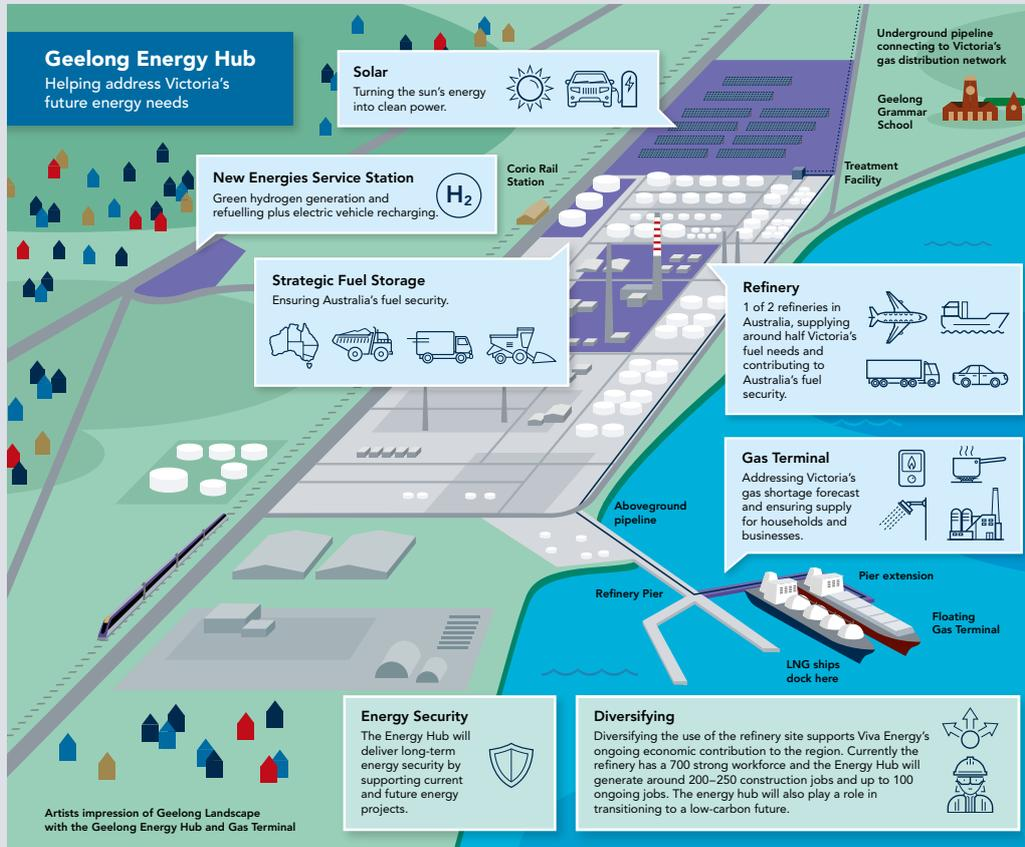 Geelong Energy Hub
Helping address Victoria's
future energy needs
Solar
Turning the sun's energy
into clean power.
Underground pipeline
connecting to Victoria's
gas distribution network
Geelong
Grammar
School
New Energies Service Station
Green hydrogen generation and
refuelling plus electric vehicle recharging.
H2
Corio Rail
Station
Treatment
Facility
Strategic Fuel Storage
Ensuring Australia's fuel security.
Refinery
1 of 2 refineries in
Australia, supplying
around half Victoria's
fuel needs and
contributing to
Australia's fuel
security.
Gas Terminal
Addressing Victoria's
gas shortage forecast
and ensuring supply
for households and
businesses.
Aboveground
pipeline
Refinery Pier
Pier extension
Floating
Gas Terminal
LNG ships
dock here
Energy Security
The Energy Hub will
deliver long-term
energy security by
supporting current
and future energy
projects.
Diversifying
Diversifying the use of the refinery site supports Viva Energy's
ongoing economic contribution to the region. Currently the
refinery has a 700 strong workforce and the Energy Hub will
generate around 200–250 construction jobs and up to 100
ongoing jobs. The energy hub will also play a role in
transitioning to a low-carbon future.
Artists impression of Geelong Landscape
with the Geelong Energy Hub and Gas Terminal